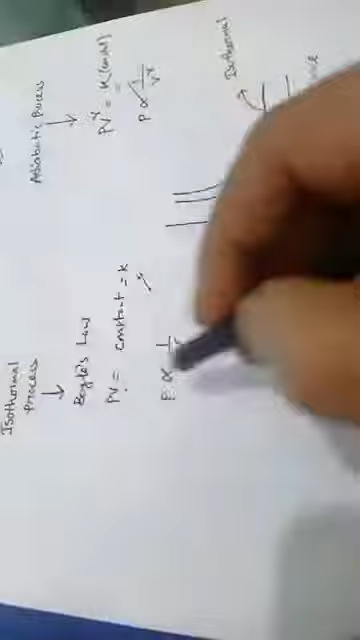 Isothermal
Process
↓
Boyle's Law
PV = constant = K
P ∝ 1
Adiabatic Process
↓
PV^γ = K (const)
P ∝ 1/V^γ
Isothermal